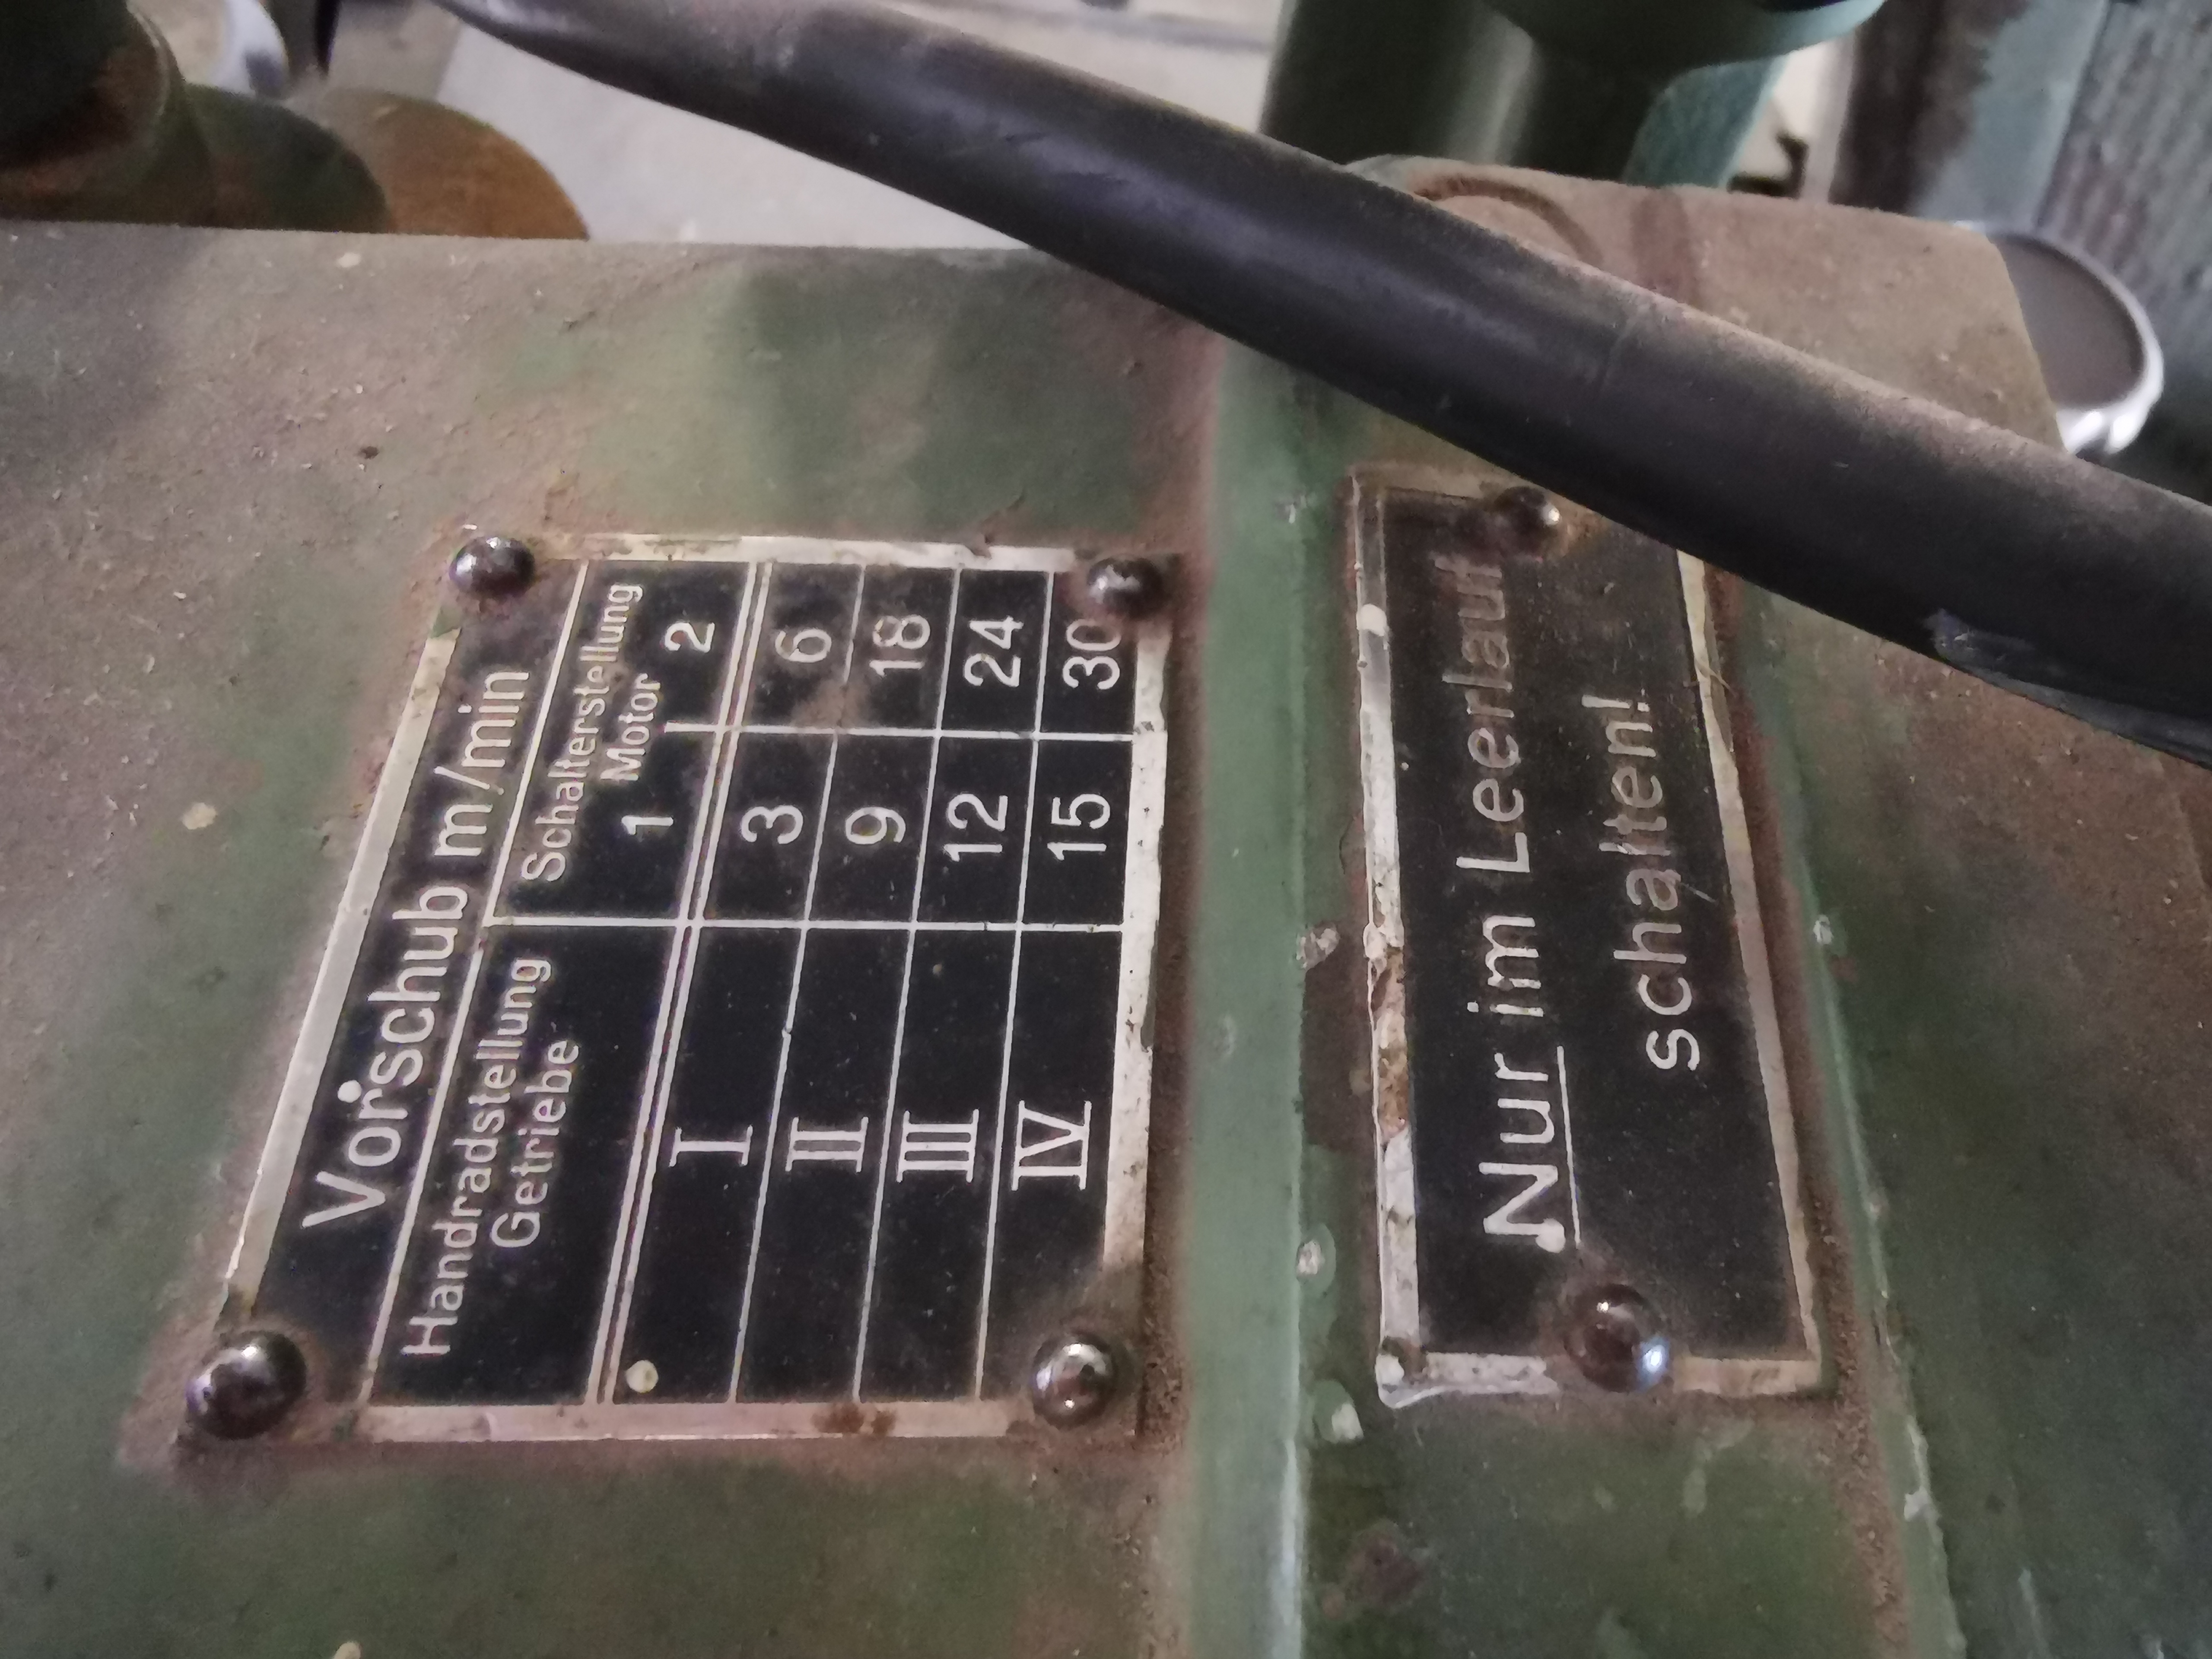 Vorschub m/min
Handradstellung Schalterstellung
Getriebe Motor
1 2
I 3 6
II 9 18
III 12 24
IV 15 30
Nur im Leerlauf
schalten!